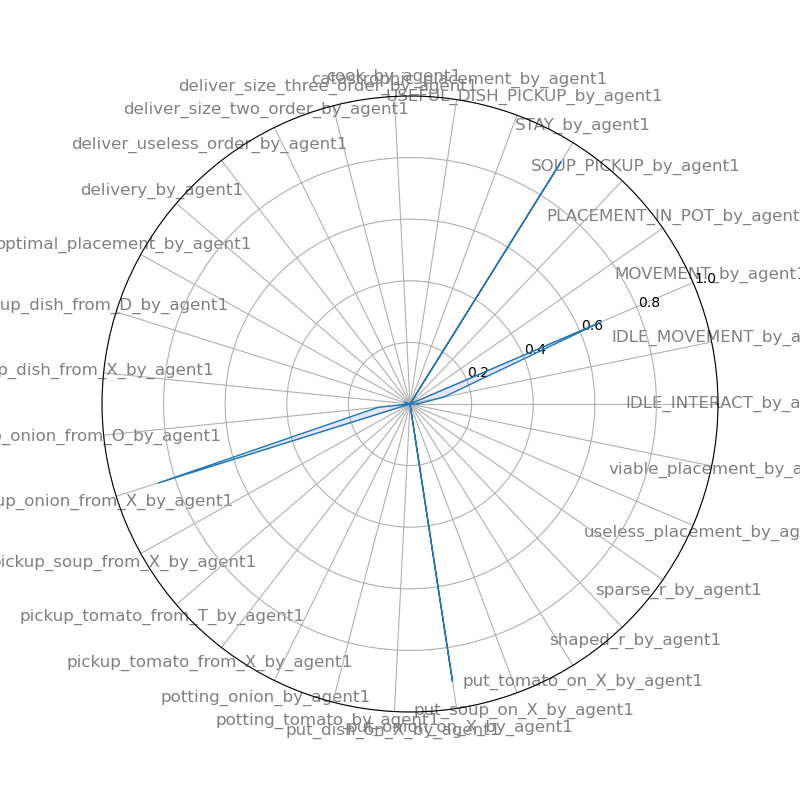 cook_by_agent1
catastrophic_placement_by_agent1
deliver_size_three_order_by_agent1
USEFUL_DISH_PICKUP_by_agent1
deliver_size_two_order_by_agent1
STAY_by_agent1
deliver_useless_order_by_agent1
SOUP_PICKUP_by_agent1
delivery_by_agent1
PLACEMENT_IN_POT_by_agent
optimal_placement_by_agent1
MOVEMENT_by_agent1
1.0
0.8
up_dish_from_D_by_agent1
0.6
IDLE_MOVEMENT_by_a
0.4
0.2
p_dish_from_X_by_agent1
IDLE_INTERACT_by_a
p_onion_from_O_by_agent1
viable_placement_by_a
up_onion_from_X_by_agent1
useless_placement_by_ag
pickup_soup_from_X_by_agent1
sparse_r_by_agent1
pickup_tomato_from_T_by_agent1
shaped_r_by_agent1
pickup_tomato_from_X_by_agent1
put_tomato_on_X_by_agent1
potting_onion_by_agent1
put_soup_on_X_by_agent1
potting_tomato_by_agent1
put_onion_on_X_by_agent1
put_dish_on_X_by_agent1